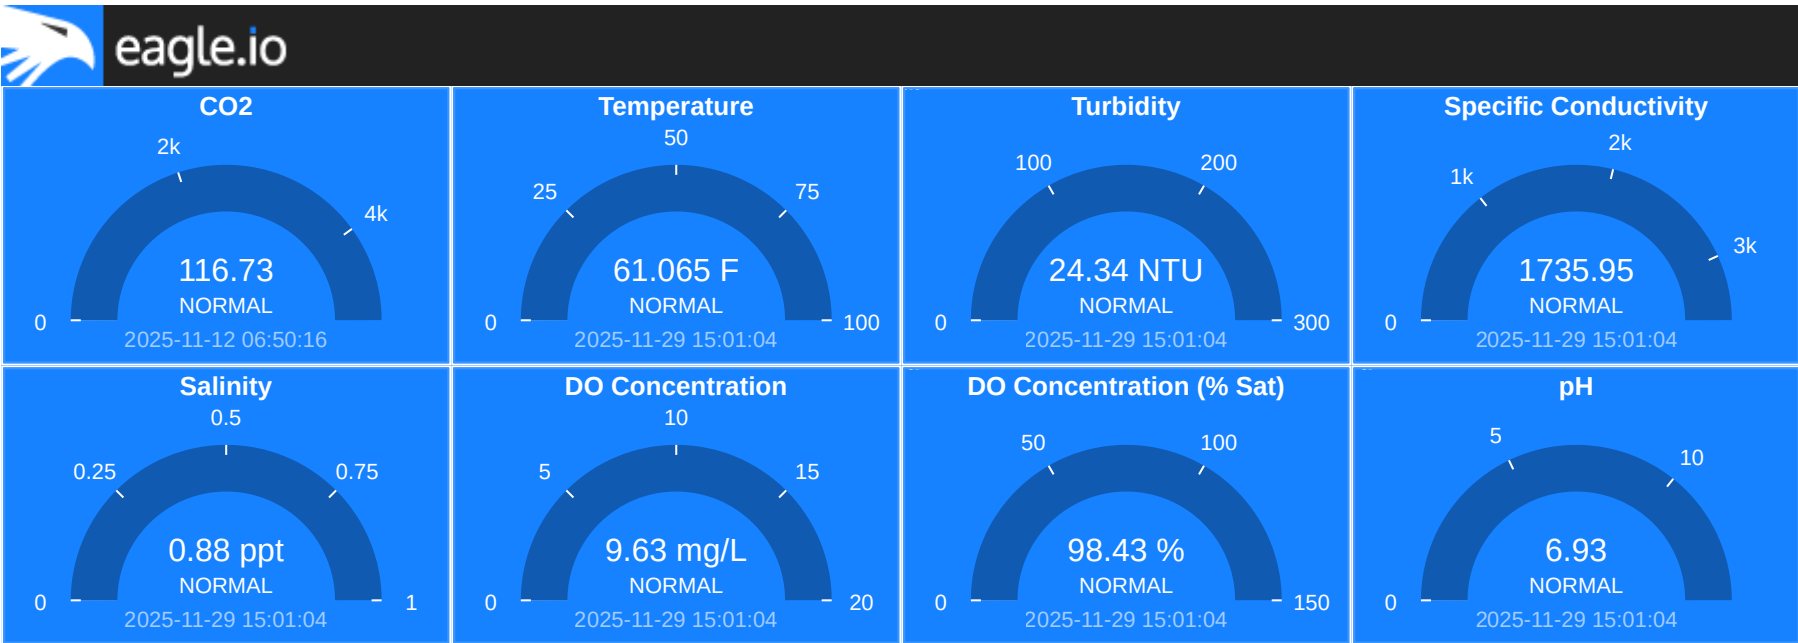 eagle.io
CO2
2k
4k
116.73
NORMAL
0
2025-11-12 06:50:16
Temperature
50
25
75
61.065 F
NORMAL
0
100
2025-11-29 15:01:04
Turbidity
100
200
24.34 NTU
NORMAL
0
300
2025-11-29 15:01:04
Specific Conductivity
2k
1k
3k
1735.95
NORMAL
0
2025-11-29 15:01:04
Salinity
0.5
0.25
0.75
0.88 ppt
NORMAL
0
1
2025-11-29 15:01:04
DO Concentration
10
5
15
9.63 mg/L
NORMAL
0
20
2025-11-29 15:01:04
DO Concentration (% Sat)
50
100
98.43 %
NORMAL
0
150
2025-11-29 15:01:04
pH
5
10
6.93
NORMAL
0
2025-11-29 15:01:04